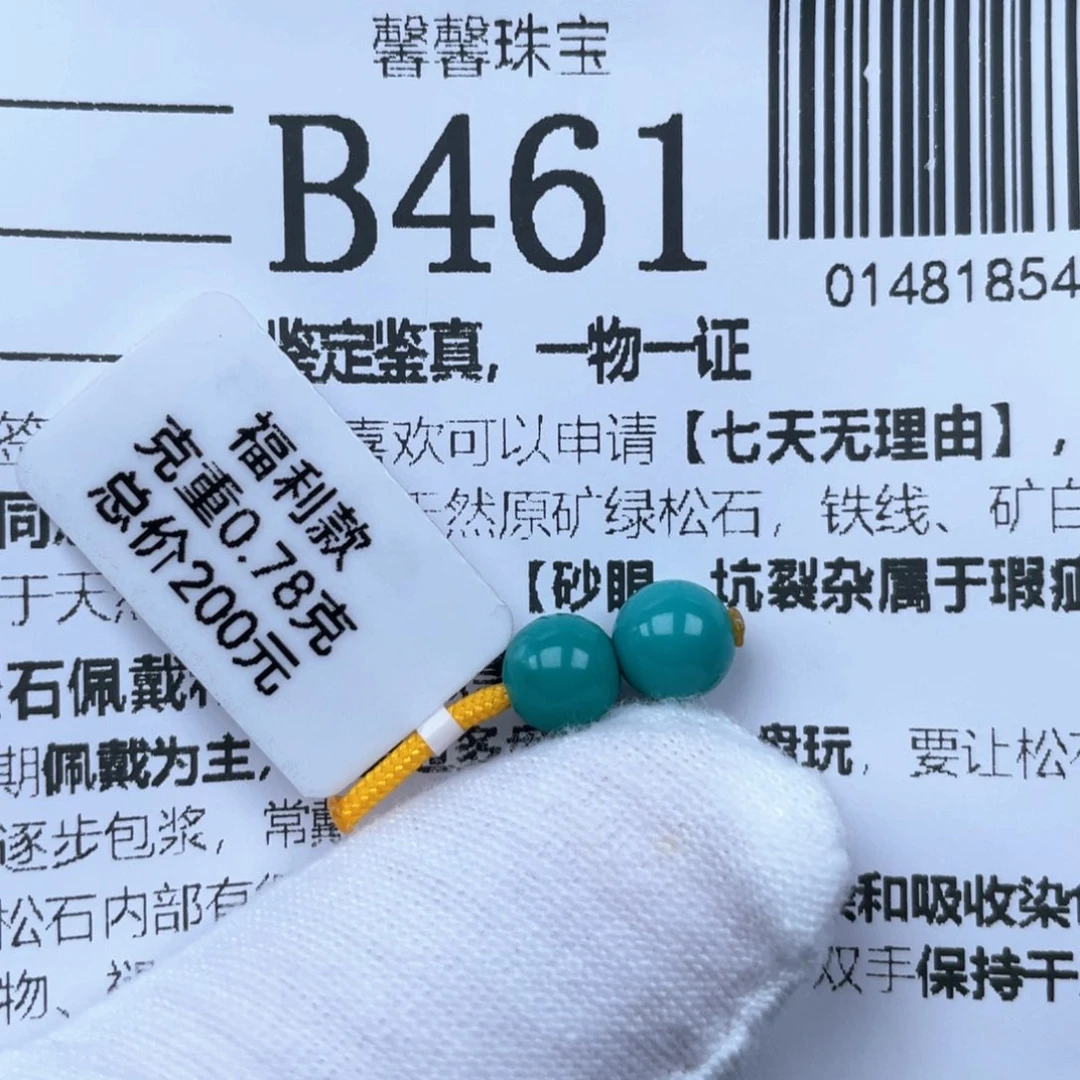 馨馨珠宝
B461
01481854
鉴定鉴真,一物一证
签 喜欢可以申请【七天无理由】,
同 天然原矿绿松石,铁线、矿白
于天 【砂眼 坑裂杂属于瑕疵
福利款
克重0.78克
总价200元
石佩戴
期佩戴为主, 盘玩,要让松
逐步包浆,常戴
松石内部有 和吸收染
物、 双手保持干